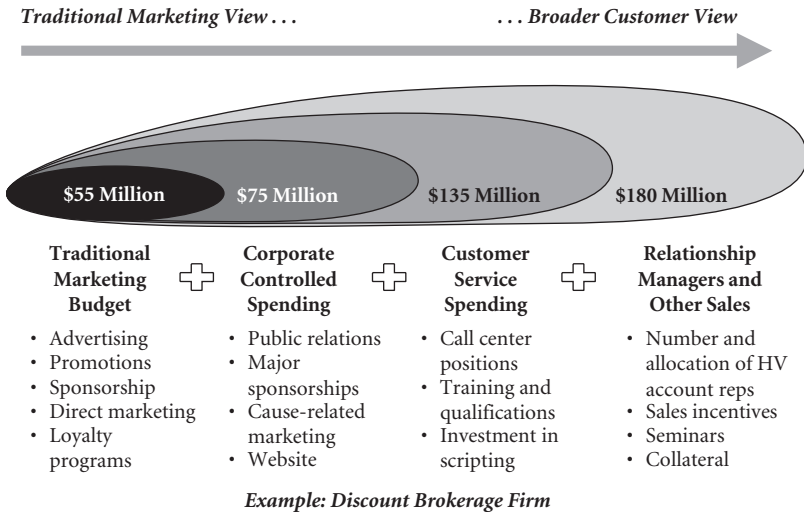 Traditional Marketing View . . .
. . . Broader Customer View
$55 Million
$75 Million
$135 Million
$180 Million
Traditional
Marketing
Budget
• Advertising
• Promotions
• Sponsorship
• Direct marketing
• Loyalty
programs
Corporate
Controlled
Spending
• Public relations
• Major
sponsorships
• Cause-related
marketing
• Website
Customer
Service
Spending
• Call center
positions
• Training and
qualifications
• Investment in
scripting
Relationship
Managers and
Other Sales
• Number and
allocation of HV
account reps
• Sales incentives
• Seminars
• Collateral
Example: Discount Brokerage Firm